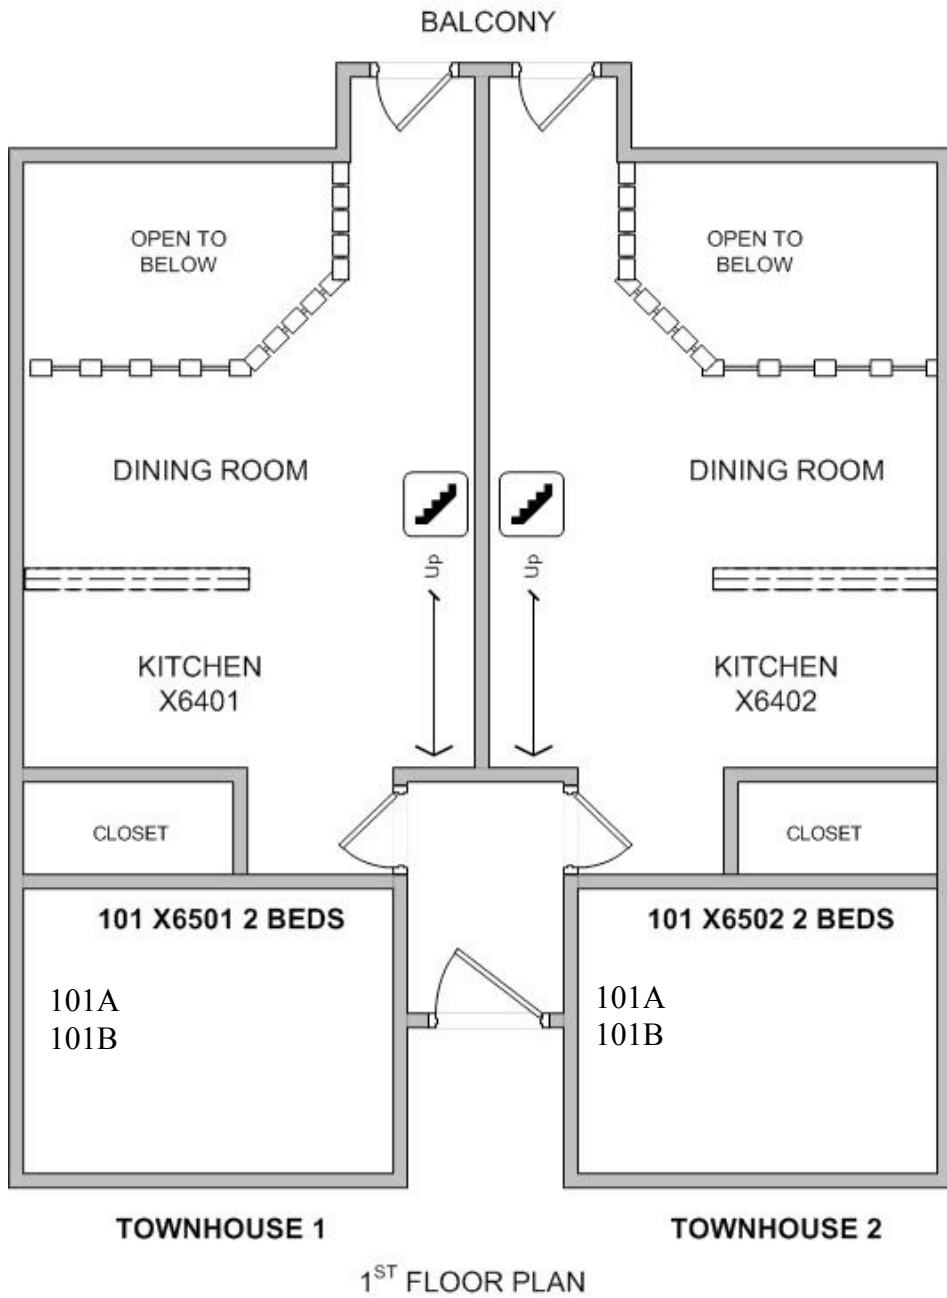 BALCONY
OPEN TO
BELOW
OPEN TO
BELOW
DINING ROOM
DINING ROOM
Up
Up
KITCHEN
X6401
KITCHEN
X6402
CLOSET
CLOSET
101 X6501 2 BEDS
101 X6502 2 BEDS
101A
101B
101A
101B
TOWNHOUSE 1
TOWNHOUSE 2
1ST FLOOR PLAN